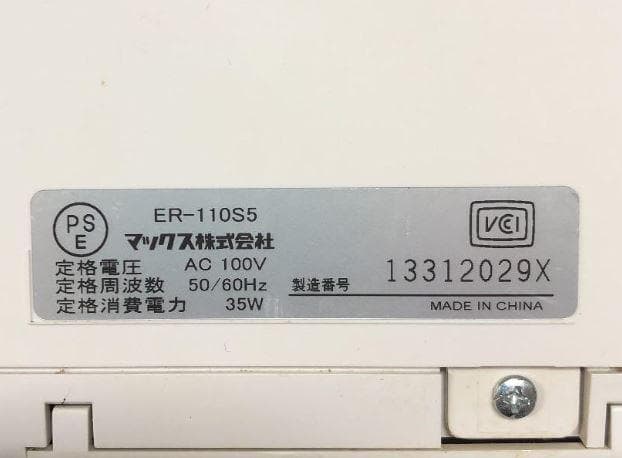 PS
E
ER-110S5
マックス株式会社
定格電圧 AC 100V
定格周波数 50/60Hz
定格消費電力 35W
VCCI
製造番号 13312029X
MADE IN CHINA